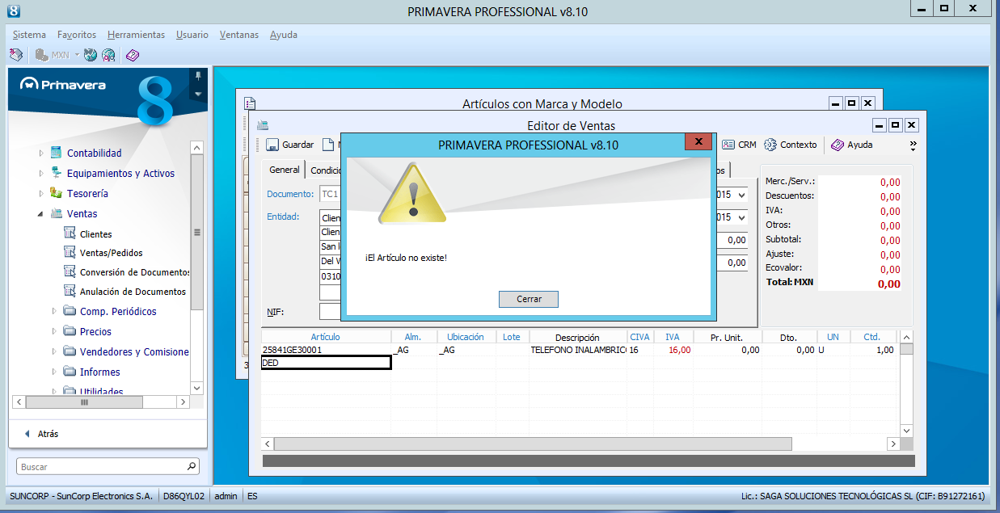 PRIMAVERA PROFESSIONAL v8.10
Sistema Favoritos Herramientas Usuario Ventanas Ayuda
MXN
Primavera 8
Contabilidad
Equipamientos y Activos
Tesorería
Ventas
Clientes
Ventas/Pedidos
Conversión de Documentos
Anulación de Documentos
Comp. Periódicos
Precios
Vendedores y Comisione
Informes
Utilidades
Atrás
Buscar
Artículos con Marca y Modelo
Editor de Ventas
Guardar
CRM Contexto Ayuda
General Condicio
Documento: TC1
Entidad: Clien
Clien
San
Del
0310
NIF:
015
015
0,00
0,00
Merc./Serv.: 0,00
Descuentos: 0,00
IVA: 0,00
Otros: 0,00
Subtotal: 0,00
Ajuste: 0,00
Ecovalor: 0,00
Total: MXN 0,00
PRIMAVERA PROFESSIONAL v8.10
¡El Artículo no existe!
Cerrar
Artículo Alm. Ubicación Lote Descripción CIVA IVA Pr. Unit. Dto. UN Ctd.
25841GE30001 _AG _AG TELEFONO INALAMBRIC 16 16,00 0,00 0,00 U 1,00
DED
SUNCORP - SunCorp Electronics S.A. D86QYL02 admin ES Lic.: SAGA SOLUCIONES TECNOLÓGICAS SL (CIF: B91272161)